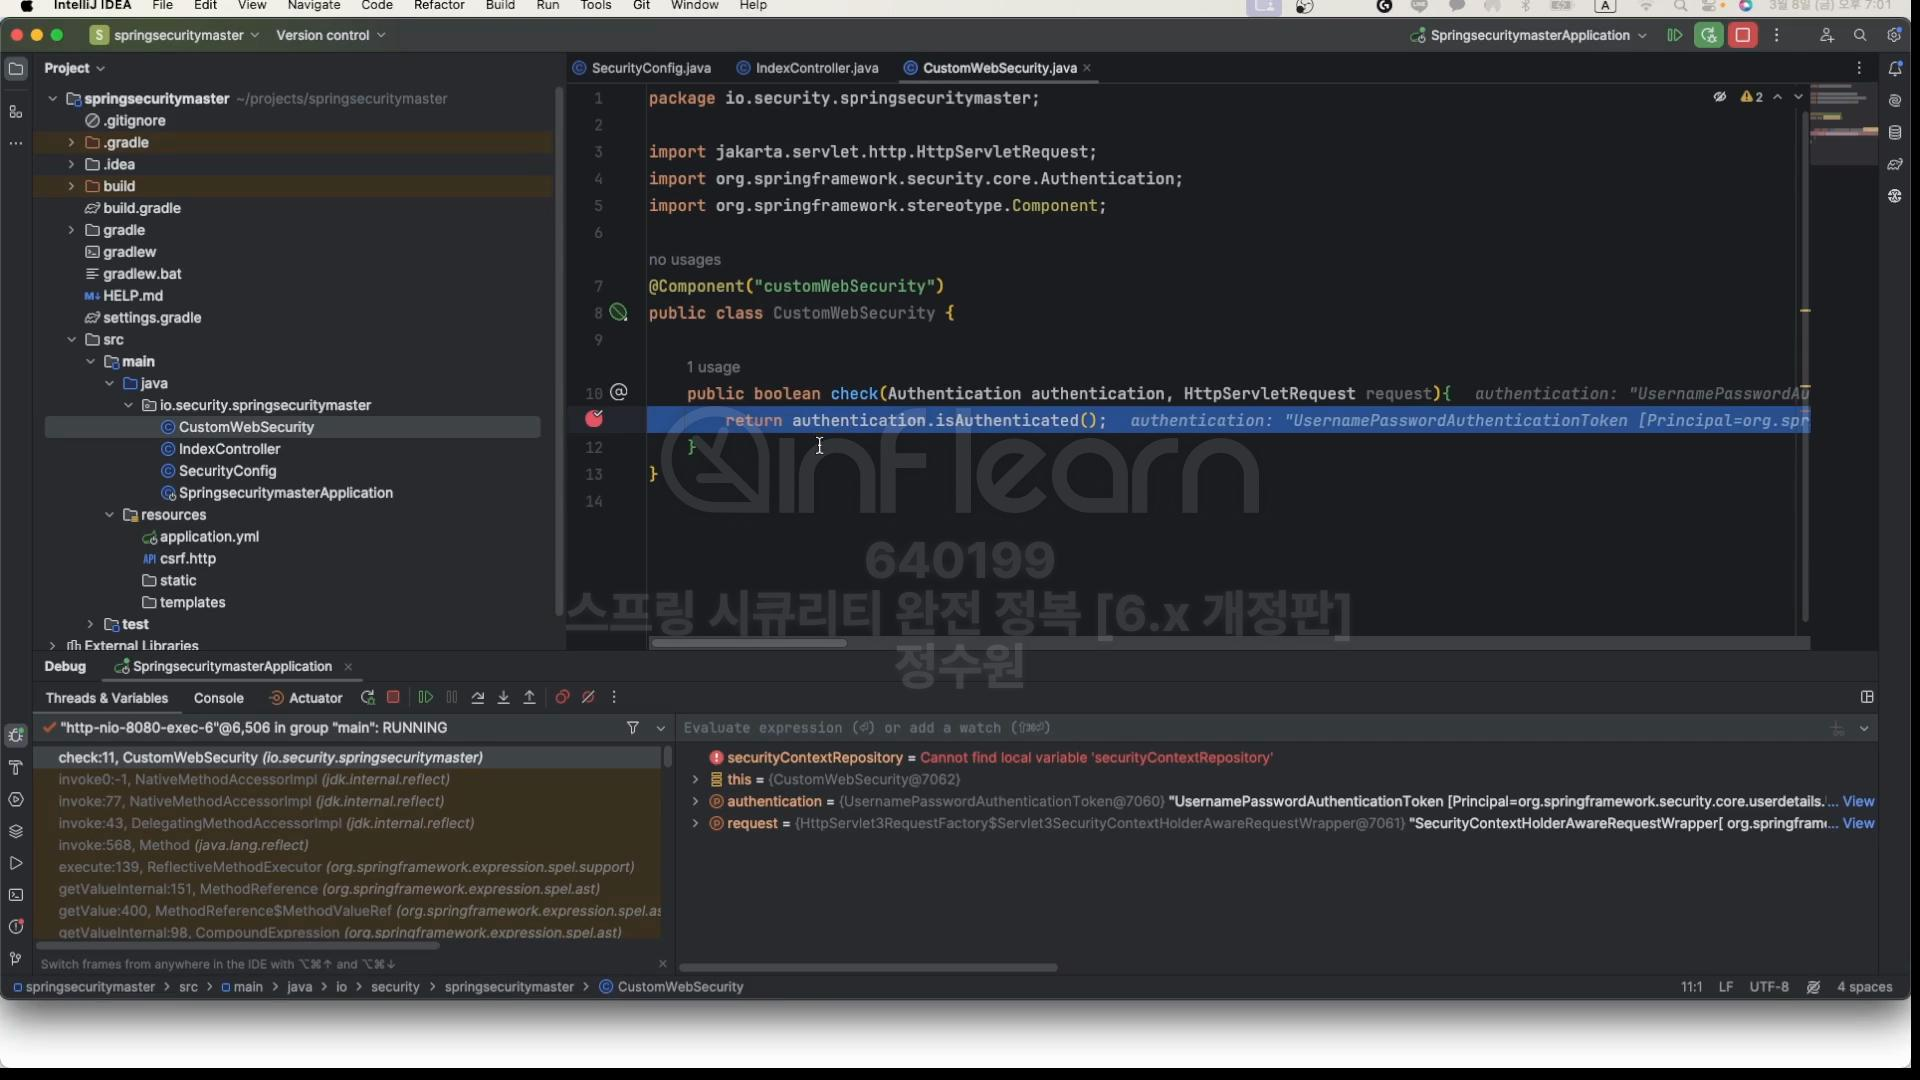 IntelliJ IDEA File Edit View Navigate Code Refactor Build Run Tools Git Window Help A 3월 8일 (금) 오후 7:01
S springsecuritymaster Version control SpringsecuritymasterApplication
Project
SecurityConfig.java IndexController.java CustomWebSecurity.java
springsecuritymaster ~/projects/springsecuritymaster
.gitignore
.gradle
.idea
build
build.gradle
gradle
gradlew
gradlew.bat
HELP.md
settings.gradle
src
main
java
io.security.springsecuritymaster
CustomWebSecurity
IndexController
SecurityConfig
SpringsecuritymasterApplication
resources
application.yml
csrf.http
static
templates
test
External Libraries
1 package io.security.springsecuritymaster;
2
3 import jakarta.servlet.http.HttpServletRequest;
4 import org.springframework.security.core.Authentication;
5 import org.springframework.stereotype.Component;
6
no usages
7 @Component("customWebSecurity")
8 public class CustomWebSecurity {
9
1 usage
10 public boolean check(Authentication authentication, HttpServletRequest request){ authentication: "UsernamePasswordAu
return authentication.isAuthenticated(); authentication: "UsernamePasswordAuthenticationToken [Principal=org.spr
12 }
13 }
14
2
inflearn
640199
스프링 시큐리티 완전 정복 [6.x 개정판]
정수원
Debug SpringsecuritymasterApplication
Threads & Variables Console Actuator
"http-nio-8080-exec-6"@6,506 in group "main": RUNNING
check:11, CustomWebSecurity (io.security.springsecuritymaster)
invoke0:-1, NativeMethodAccessorImpl (jdk.internal.reflect)
invoke:77, NativeMethodAccessorImpl (jdk.internal.reflect)
invoke:43, DelegatingMethodAccessorImpl (jdk.internal.reflect)
invoke:568, Method (java.lang.reflect)
execute:139, ReflectiveMethodExecutor (org.springframework.expression.spel.support)
getValueInternal:151, MethodReference (org.springframework.expression.spel.ast)
getValue:400, MethodReference$MethodValueRef (org.springframework.expression.spel.as
getValueInternal:98, CompoundExpression (org.springframework.expression.spel.ast)
Switch frames from anywhere in the IDE with ⌥⌘↑ and ⌥⌘↓
Evaluate expression (⏎) or add a watch (⇧⌘⏎)
securityContextRepository = Cannot find local variable 'securityContextRepository'
this = {CustomWebSecurity@7062}
authentication = {UsernamePasswordAuthenticationToken@7060} "UsernamePasswordAuthenticationToken [Principal=org.springframework.security.core.userdetails.... View
request = {HttpServlet3RequestFactory$Servlet3SecurityContextHolderAwareRequestWrapper@7061} "SecurityContextHolderAwareRequestWrapper[ org.springfram... View
springsecuritymaster > src > main > java > io > security > springsecuritymaster > CustomWebSecurity
11:1 LF UTF-8 4 spaces